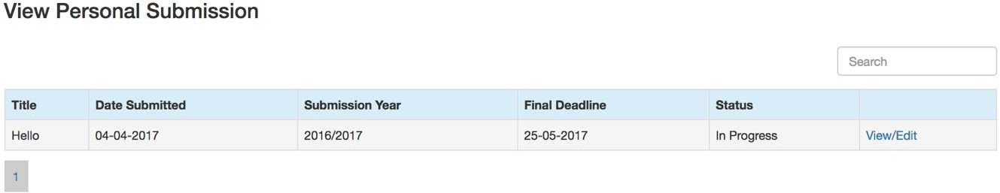 View Personal Submission
Search
Title Date Submitted Submission Year Final Deadline Status
Hello 04-04-2017 2016/2017 25-05-2017 In Progress View/Edit
1